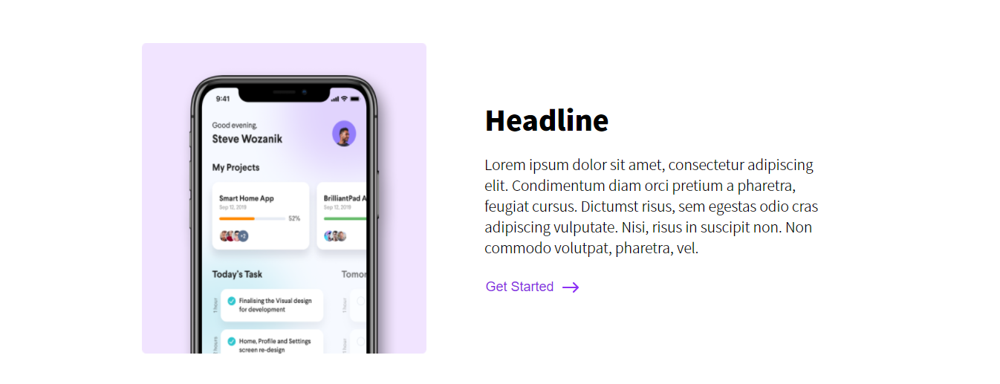 9:41
Good evening,
Steve Wozanik
My Projects
Smart Home App
Sep 12, 2019
52%
+2
BrilliantPad A
Sep 12, 2019
Today's Task
Tomor
1 hour
Finalising the Visual design
for development
1 hour
hours
Home, Profile and Settings
screen re-design
hours
Headline
Lorem ipsum dolor sit amet, consectetur adipiscing
elit. Condimentum diam orci pretium a pharetra,
feugiat cursus. Dictumst risus, sem egestas odio cras
adipiscing vulputate. Nisi, risus in suscipit non. Non
commodo volutpat, pharetra, vel.
Get Started